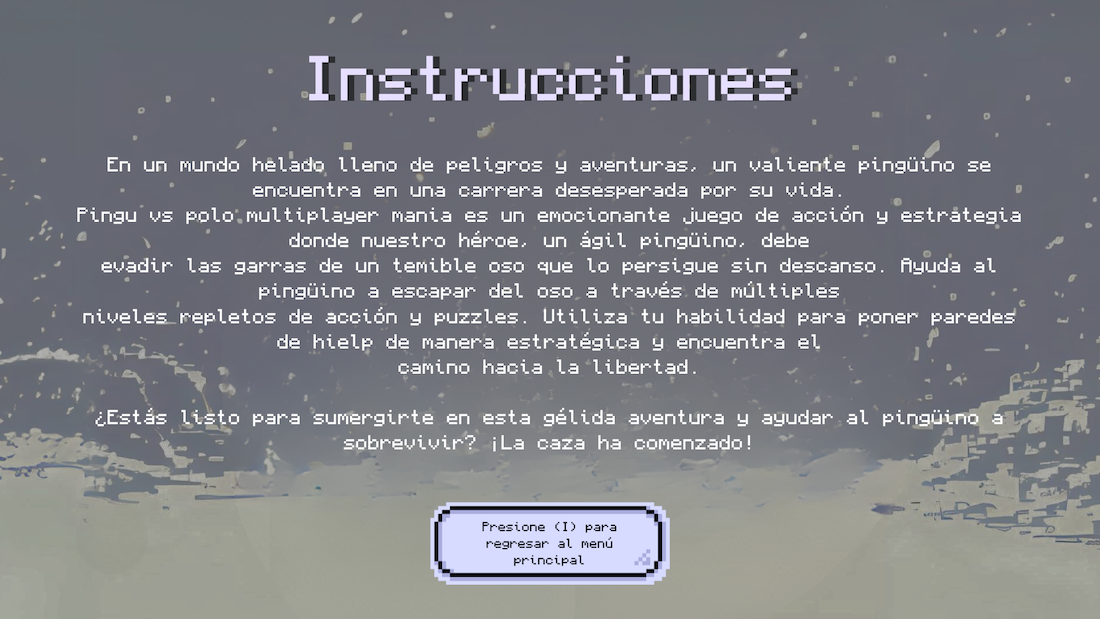 Instrucciones
En un mundo helado lleno de peligros y aventuras, un valiente pingüino se
encuentra en una carrera desesperada por su vida.
Pingu vs polo multiplayer mania es un emocionante juego de acción y estrategia
donde nuestro héroe, un ágil pingüino, debe
evadir las garras de un temible oso que lo persigue sin descanso. Ayuda al
pingüino a escapar del oso a través de múltiples
niveles repletos de acción y puzzles. Utiliza tu habilidad para poner paredes
de hielp de manera estratégica y encuentra el
camino hacia la libertad.
¿Estás listo para sumergirte en esta gélida aventura y ayudar al pingüino a
sobrevivir? ¡La caza ha comenzado!
Presione (I) para
regresar al menú
principal